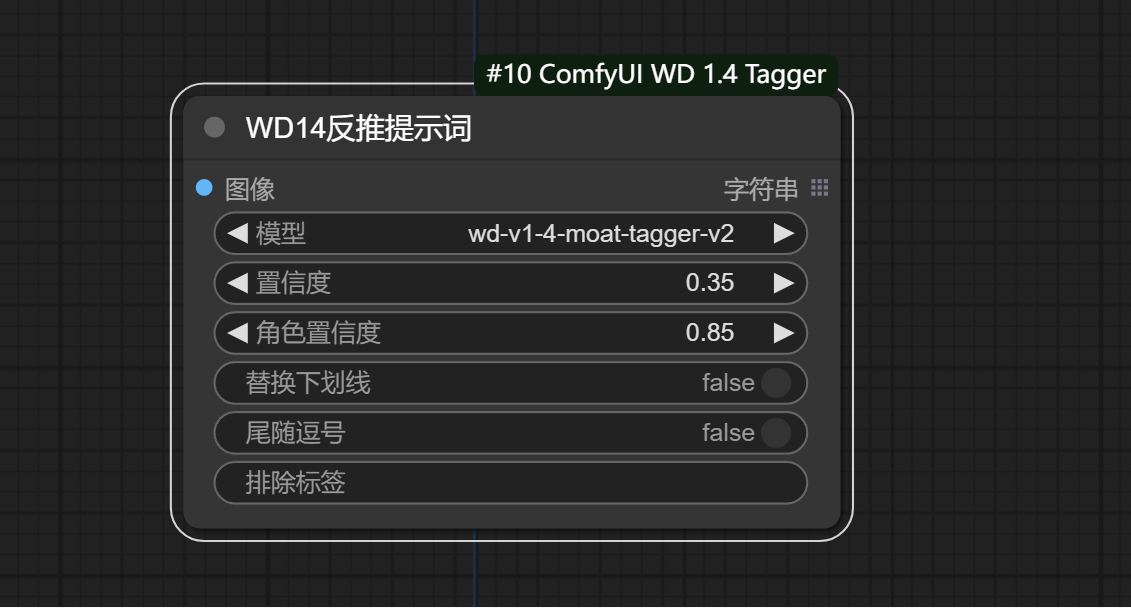 #10 ComfyUI WD 1.4 Tagger
WD14反推提示词
图像 字符串
模型 wd-v1-4-moat-tagger-v2
置信度 0.35
角色置信度 0.85
替换下划线 false
尾随逗号 false
排除标签